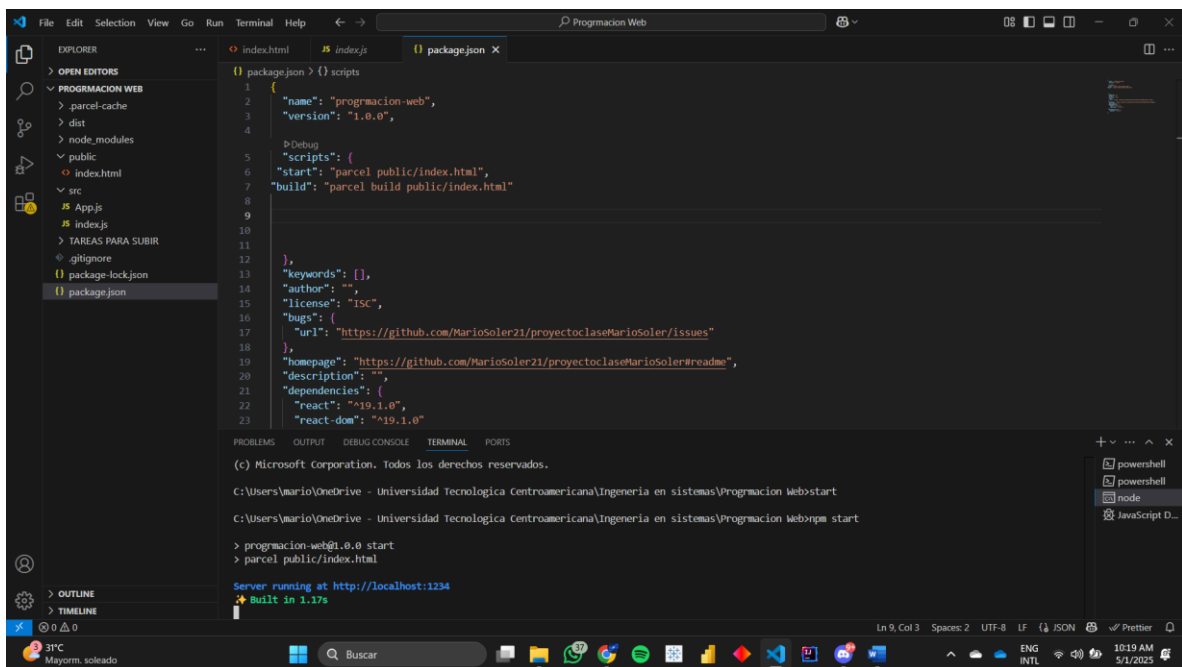 File Edit Selection View Go Run Terminal Help
Progrmacion Web
EXPLORER
OPEN EDITORS
PROGRMACION WEB
.parcel-cache
dist
node_modules
public
index.html
src
App.js
index.js
TAREAS PARA SUBIR
.gitignore
package-lock.json
package.json
OUTLINE
TIMELINE
index.html
JS index.js
{} package.json
{} package.json > {} scripts
1 {
2 "name": "progrmacion-web",
3 "version": "1.0.0",
4
Debug
5 "scripts": {
6 "start": "parcel public/index.html",
7 "build": "parcel build public/index.html"
8
9
10
11
12 },
13 "keywords": [],
14 "author": "",
15 "license": "ISC",
16 "bugs": {
17 "url": "https://github.com/MarioSoler21/proyectoclaseMarioSoler/issues"
18 },
19 "homepage": "https://github.com/MarioSoler21/proyectoclaseMarioSoler#readme",
20 "description": "",
21 "dependencies": {
22 "react": "^19.1.0",
23 "react-dom": "^19.1.0"
PROBLEMS OUTPUT DEBUG CONSOLE TERMINAL PORTS
(c) Microsoft Corporation. Todos los derechos reservados.
C:\Users\mario\OneDrive - Universidad Tecnologica Centroamericana\Ingeneria en sistemas\Progrmacion Web>start
C:\Users\mario\OneDrive - Universidad Tecnologica Centroamericana\Ingeneria en sistemas\Progrmacion Web>npm start
> progrmacion-web@1.0.0 start
> parcel public/index.html
Server running at http://localhost:1234
Built in 1.17s
powershell
powershell
node
JavaScript D...
0 0
Ln 9, Col 3 Spaces: 2 UTF-8 LF {} JSON Prettier
3
31°C
Mayorm. soleado
Buscar
37
ENG
INTL
10:19 AM
5/1/2025